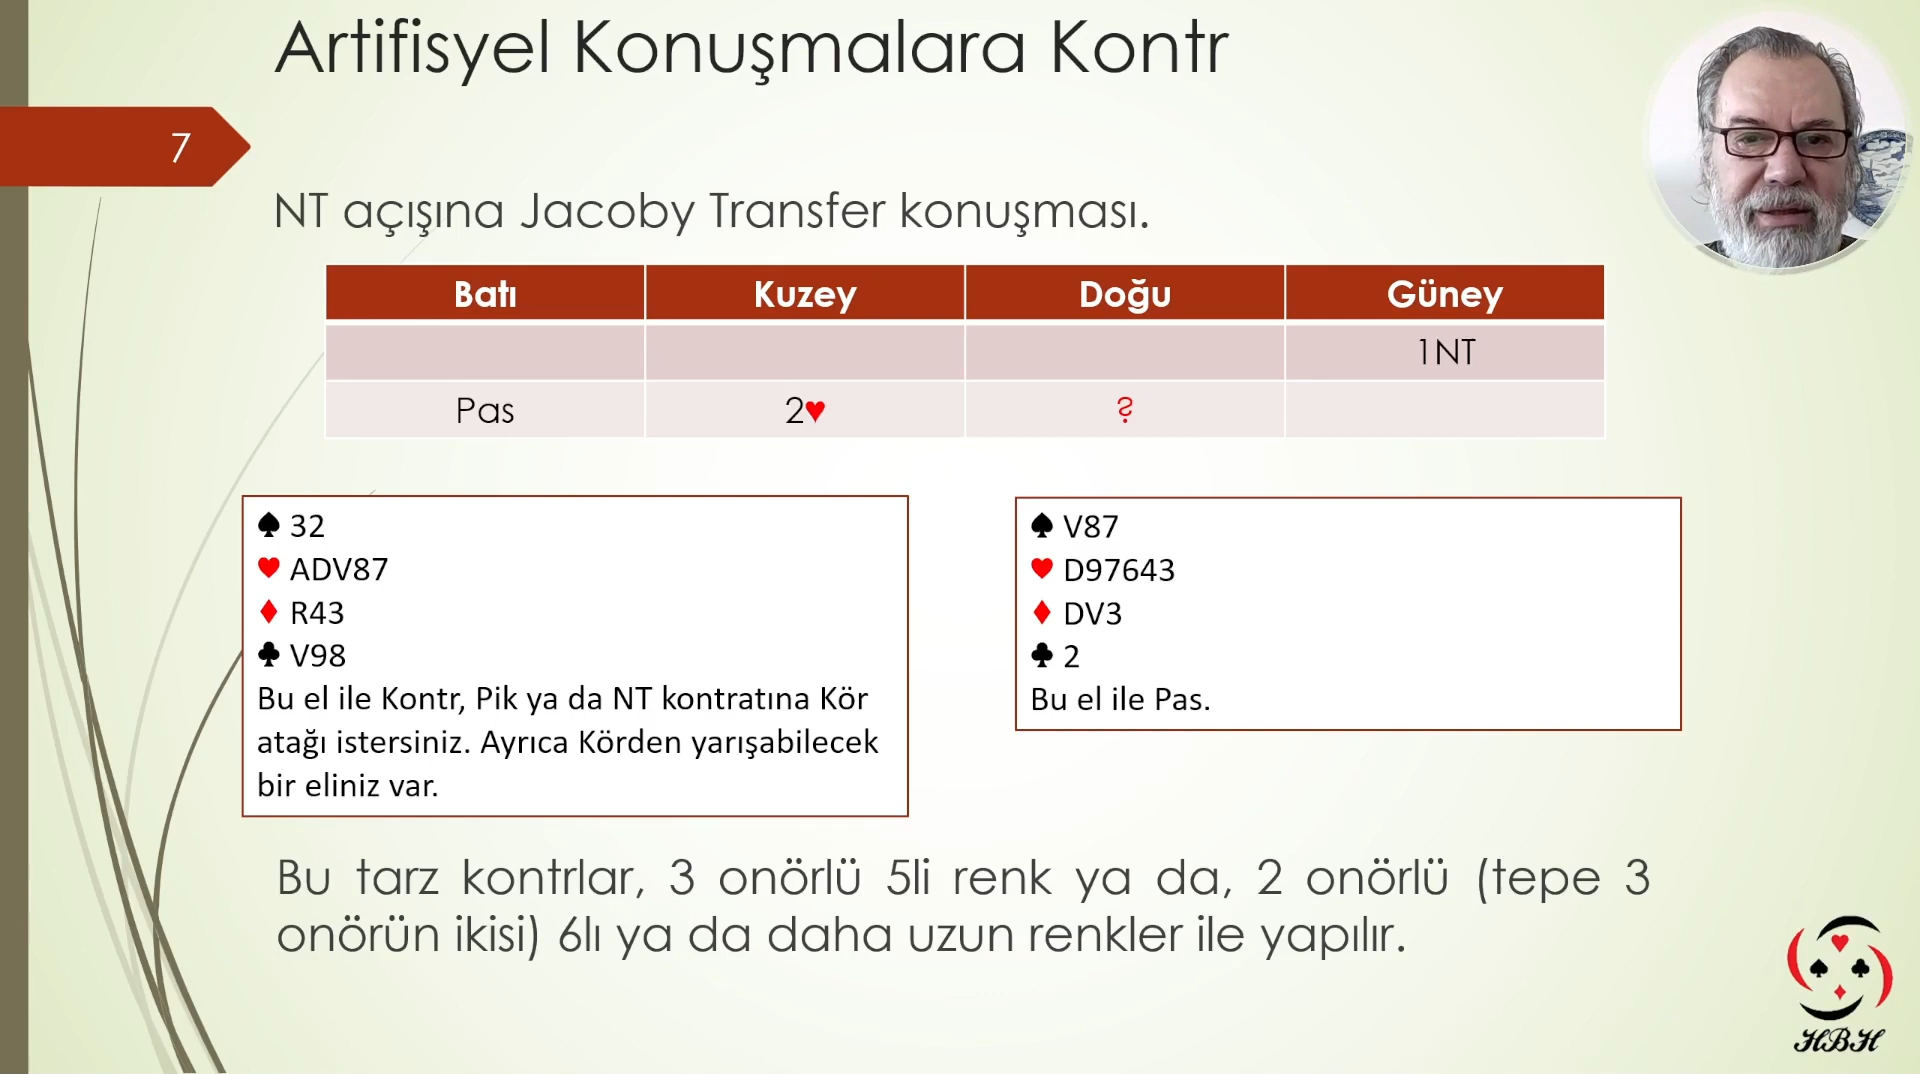 Artifisyel Konuşmalara Kontr
7
NT açışına Jacoby Transfer konuşması.
Batı Kuzey Doğu Güney
1NT
Pas 2♥ ?
♠ 32
♥ ADV87
♦ R43
♣ V98
Bu el ile Kontr, Pik ya da NT kontratına Kör
atağı istersiniz. Ayrıca Körden yarışabilecek
bir eliniz var.
♠ V87
♥ D97643
♦ DV3
♣ 2
Bu el ile Pas.
Bu tarz kontrlar, 3 onörlü 5li renk ya da, 2 onörlü (tepe 3
onörün ikisi) 6lı ya da daha uzun renkler ile yapılır.
HBH